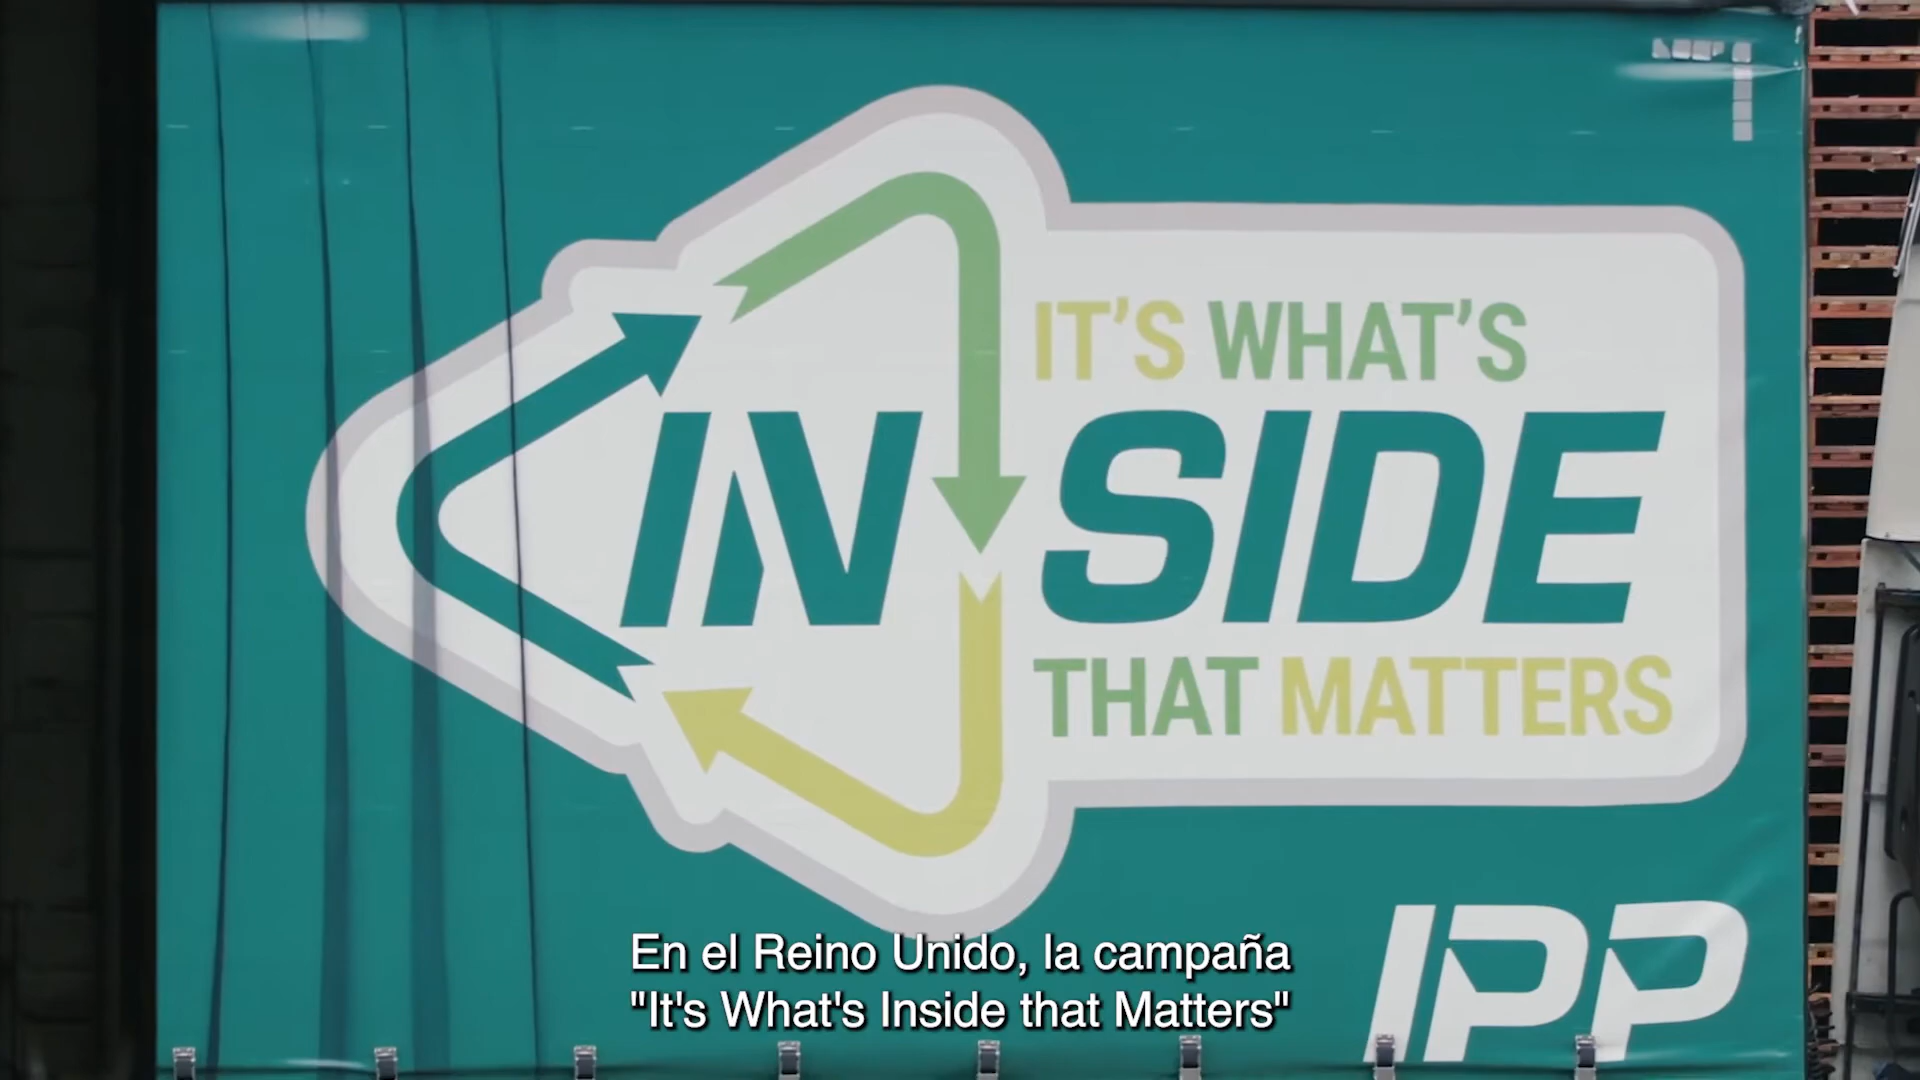 IT'S WHAT'S
INSIDE
THAT MATTERS
IPP
En el Reino Unido, la campaña
"It's What's Inside that Matters"